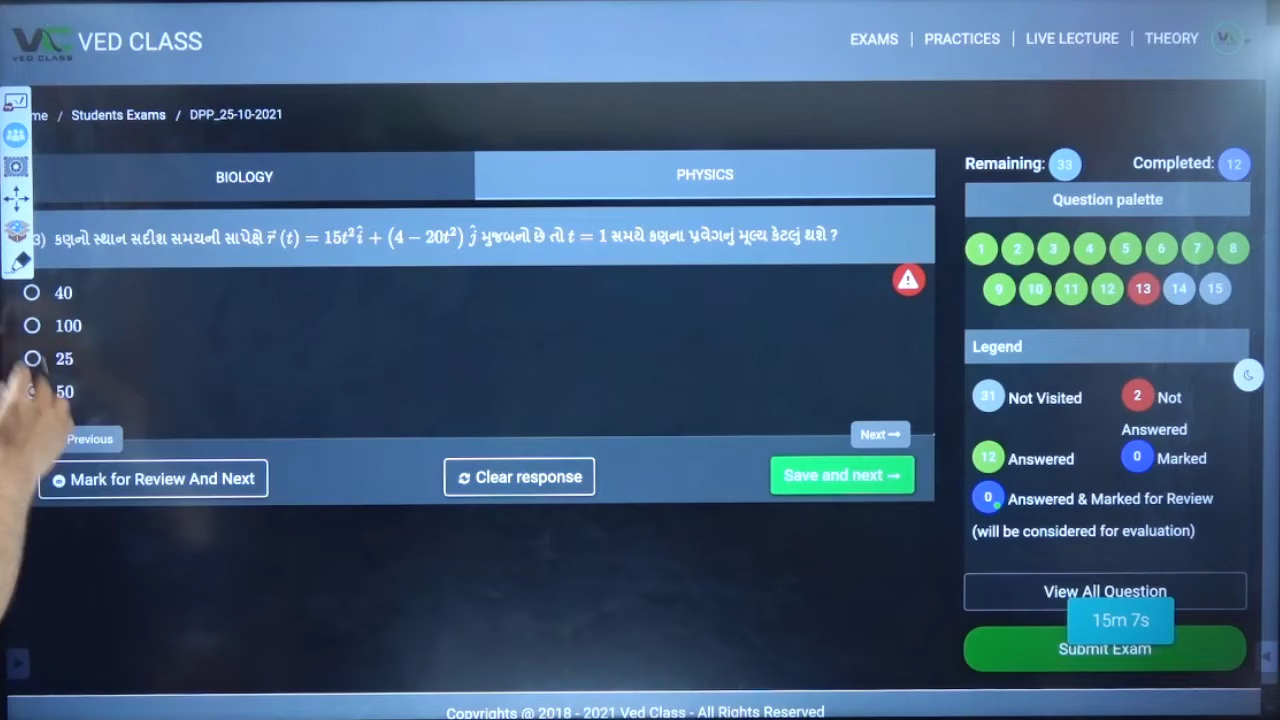 VED CLASS
VED CLASS
EXAMS | PRACTICES | LIVE LECTURE | THEORY
me / Students Exams / DPP_25-10-2021
BIOLOGY
PHYSICS
3) કણનો સ્થાન સદીશ સમયની સાપેક્ષે r⃗ (t) = 15t² î + (4 − 20t²) ĵ મુજબનો છે તો t = 1 સમયે કણના પ્રવેગનું મૂલ્ય કેટલું થશે ?
40
100
25
50
Previous
Next →
Mark for Review And Next
Clear response
Save and next →
Remaining: 33 Completed: 12
Question palette
1 2 3 4 5 6 7 8
9 10 11 12 13 14 15
Legend
31 Not Visited
2 Not Answered
12 Answered
0 Marked
0 Answered & Marked for Review
(will be considered for evaluation)
View All Question
15m 7s
Submit Exam
Copyrights @ 2018 - 2021 Ved Class - All Rights Reserved